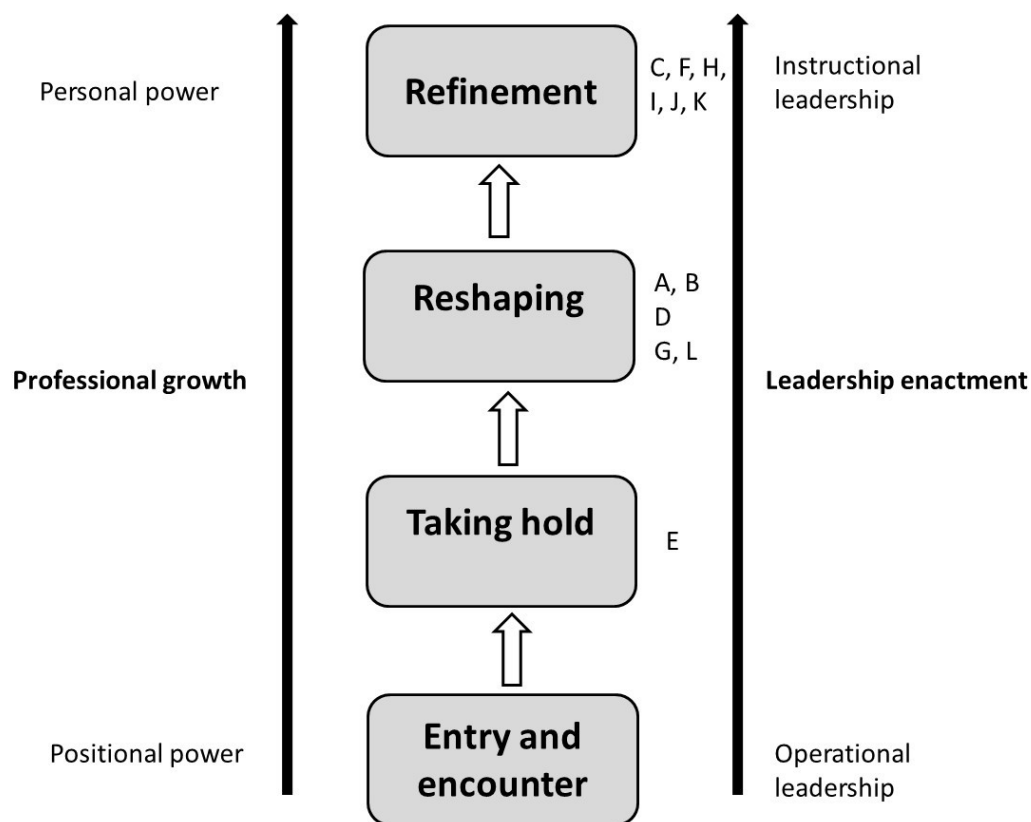 Personal power
Refinement
C, F, H,
I, J, K
Instructional
leadership
Reshaping
A, B
D
G, L
Professional growth
Leadership enactment
Taking hold
E
Positional power
Entry and
encounter
Operational
leadership